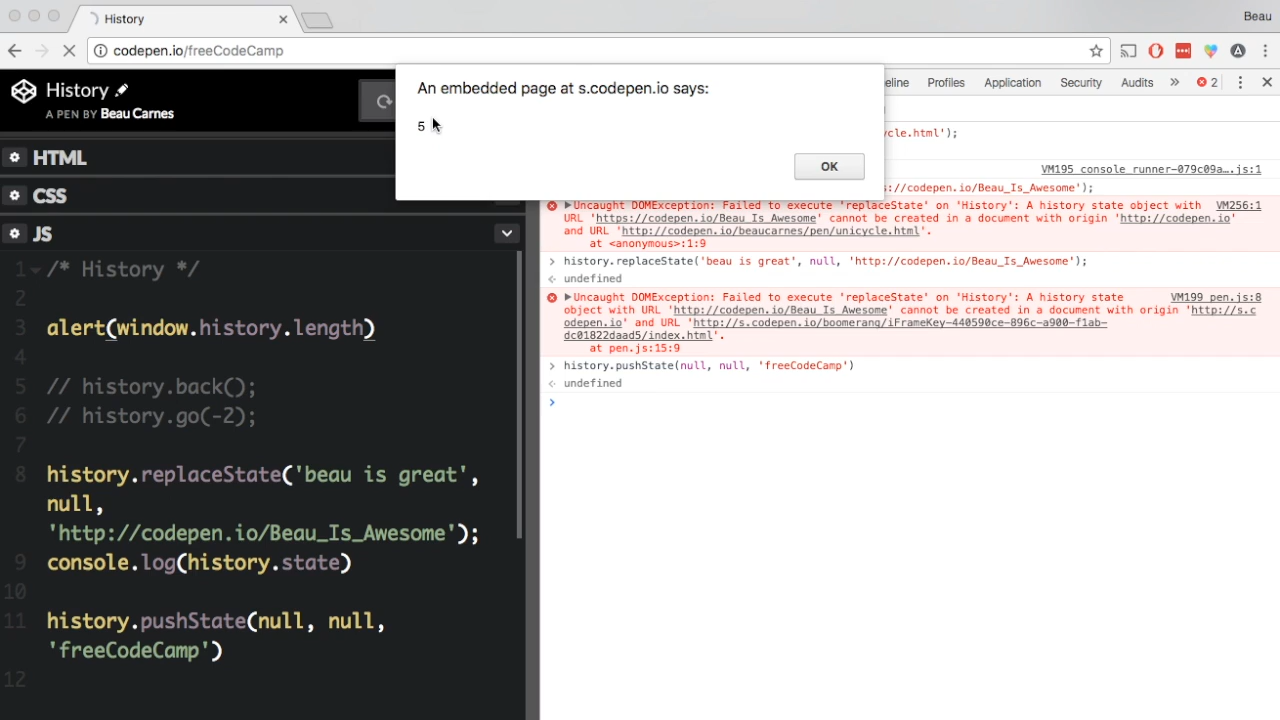 History
Beau
codepen.io/freeCodeCamp
History
A PEN BY Beau Carnes
An embedded page at s.codepen.io says:
5
OK
eline Profiles Application Security Audits » 2
HTML
CSS
JS
1 /* History */
2
3 alert(window.history.length)
4
5 // history.back();
6 // history.go(-2);
7
8 history.replaceState('beau is great',
null,
'http://codepen.io/Beau_Is_Awesome');
9 console.log(history.state)
10
11 history.pushState(null, null,
'freeCodeCamp')
12
cle.html');
VM195 console_runner-079c09a….js:1
s://codepen.io/Beau_Is_Awesome');
Uncaught DOMException: Failed to execute 'replaceState' on 'History': A history state object with VM256:1
URL 'https://codepen.io/Beau_Is_Awesome' cannot be created in a document with origin 'http://codepen.io'
and URL 'http://codepen.io/beaucarnes/pen/unicycle.html'.
at <anonymous>:1:9
> history.replaceState('beau is great', null, 'http://codepen.io/Beau_Is_Awesome');
undefined
Uncaught DOMException: Failed to execute 'replaceState' on 'History': A history state VM199 pen.js:8
object with URL 'http://codepen.io/Beau_Is_Awesome' cannot be created in a document with origin 'http://s.c
odepen.io' and URL 'http://s.codepen.io/boomerang/iFrameKey-440590ce-896c-a900-f1ab-
dc01822daad5/index.html'.
at pen.js:15:9
> history.pushState(null, null, 'freeCodeCamp')
undefined
>